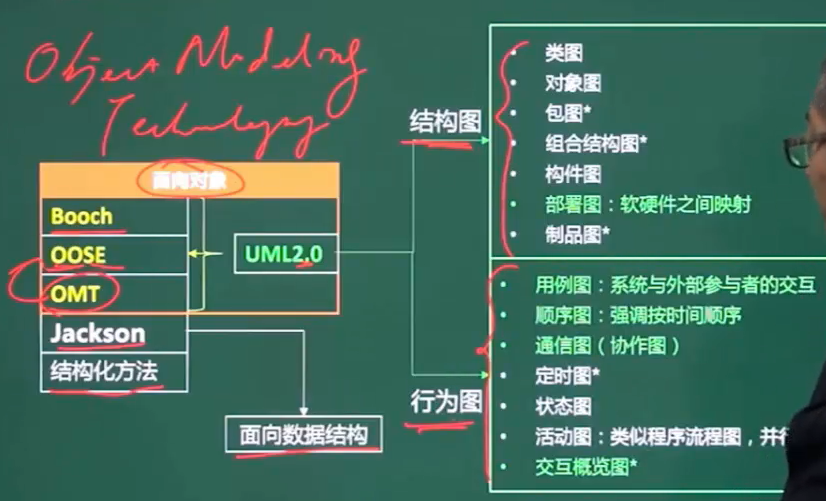 Object Modeling
Technology
面向对象
Booch
OOSE
OMT
Jackson
结构化方法
UML2.0
面向数据结构
结构图
类图
对象图
包图*
组合结构图*
构件图
部署图：软硬件之间映射
制品图*
行为图
用例图：系统与外部参与者的交互
顺序图：强调按时间顺序
通信图（协作图）
定时图*
状态图
活动图：类似程序流程图，并行
交互概览图*